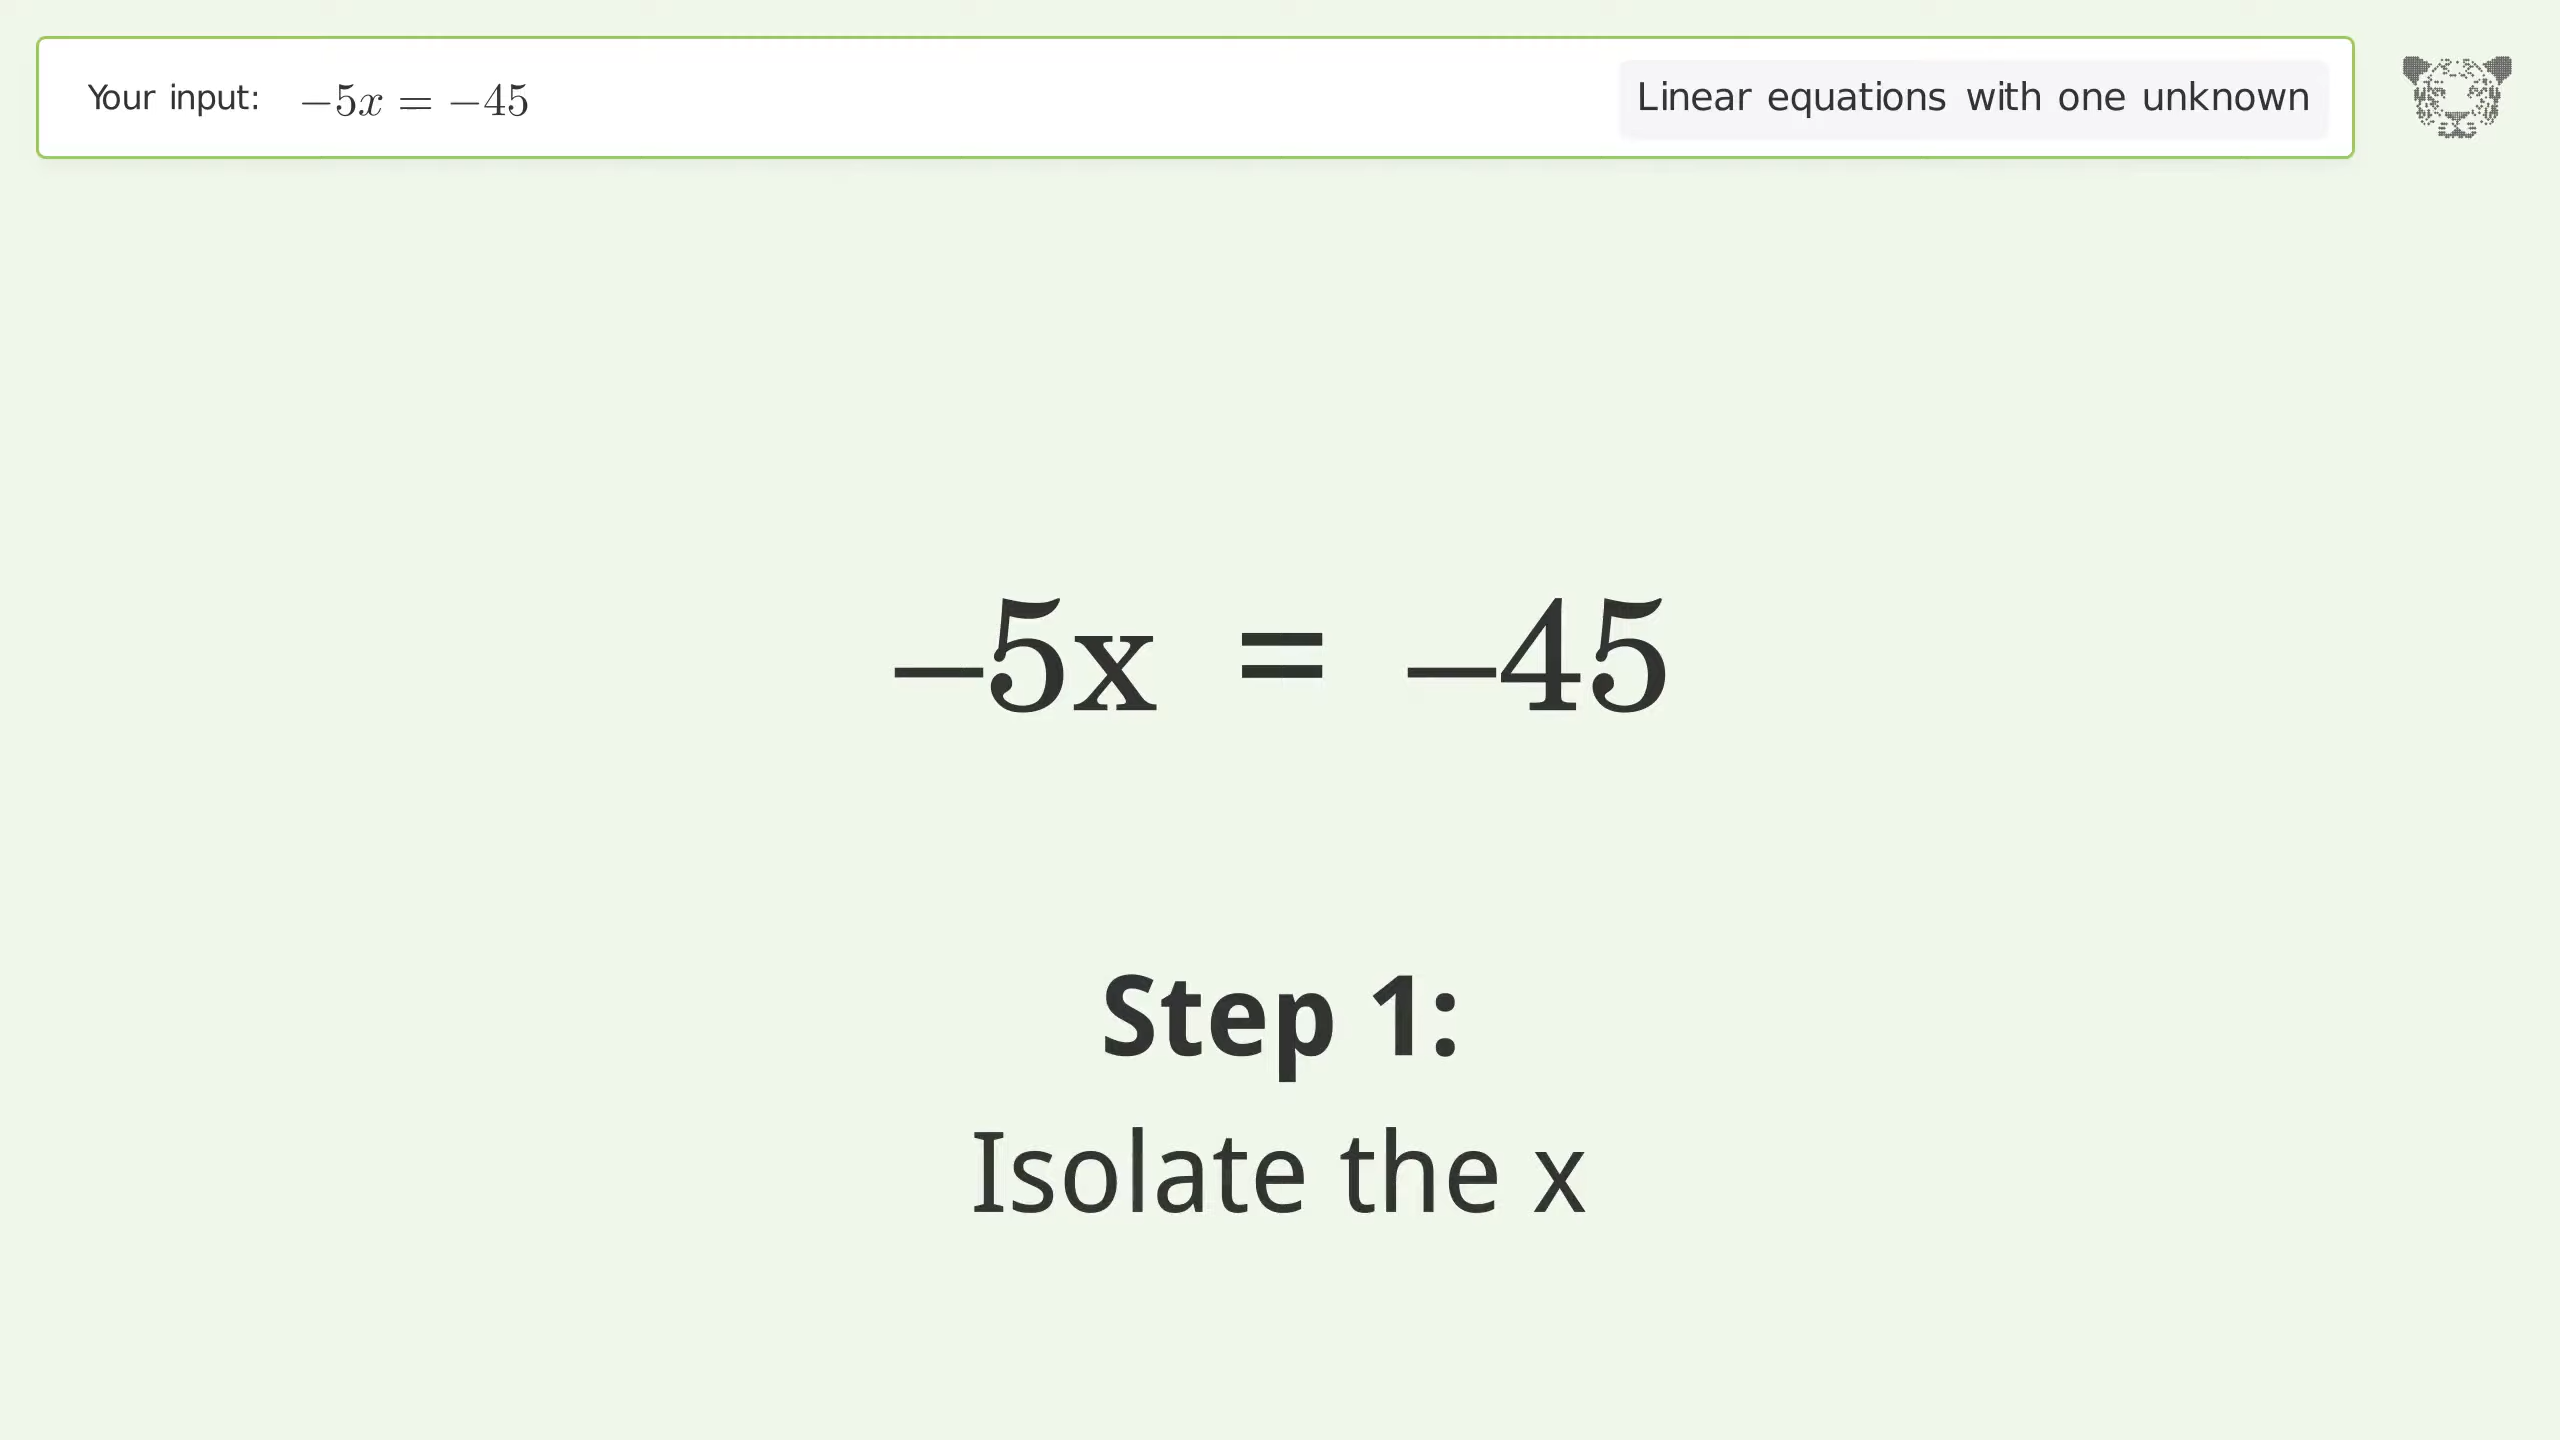 Your input: −5x = −45
Linear equations with one unknown
−5x = −45
Step 1:
Isolate the x